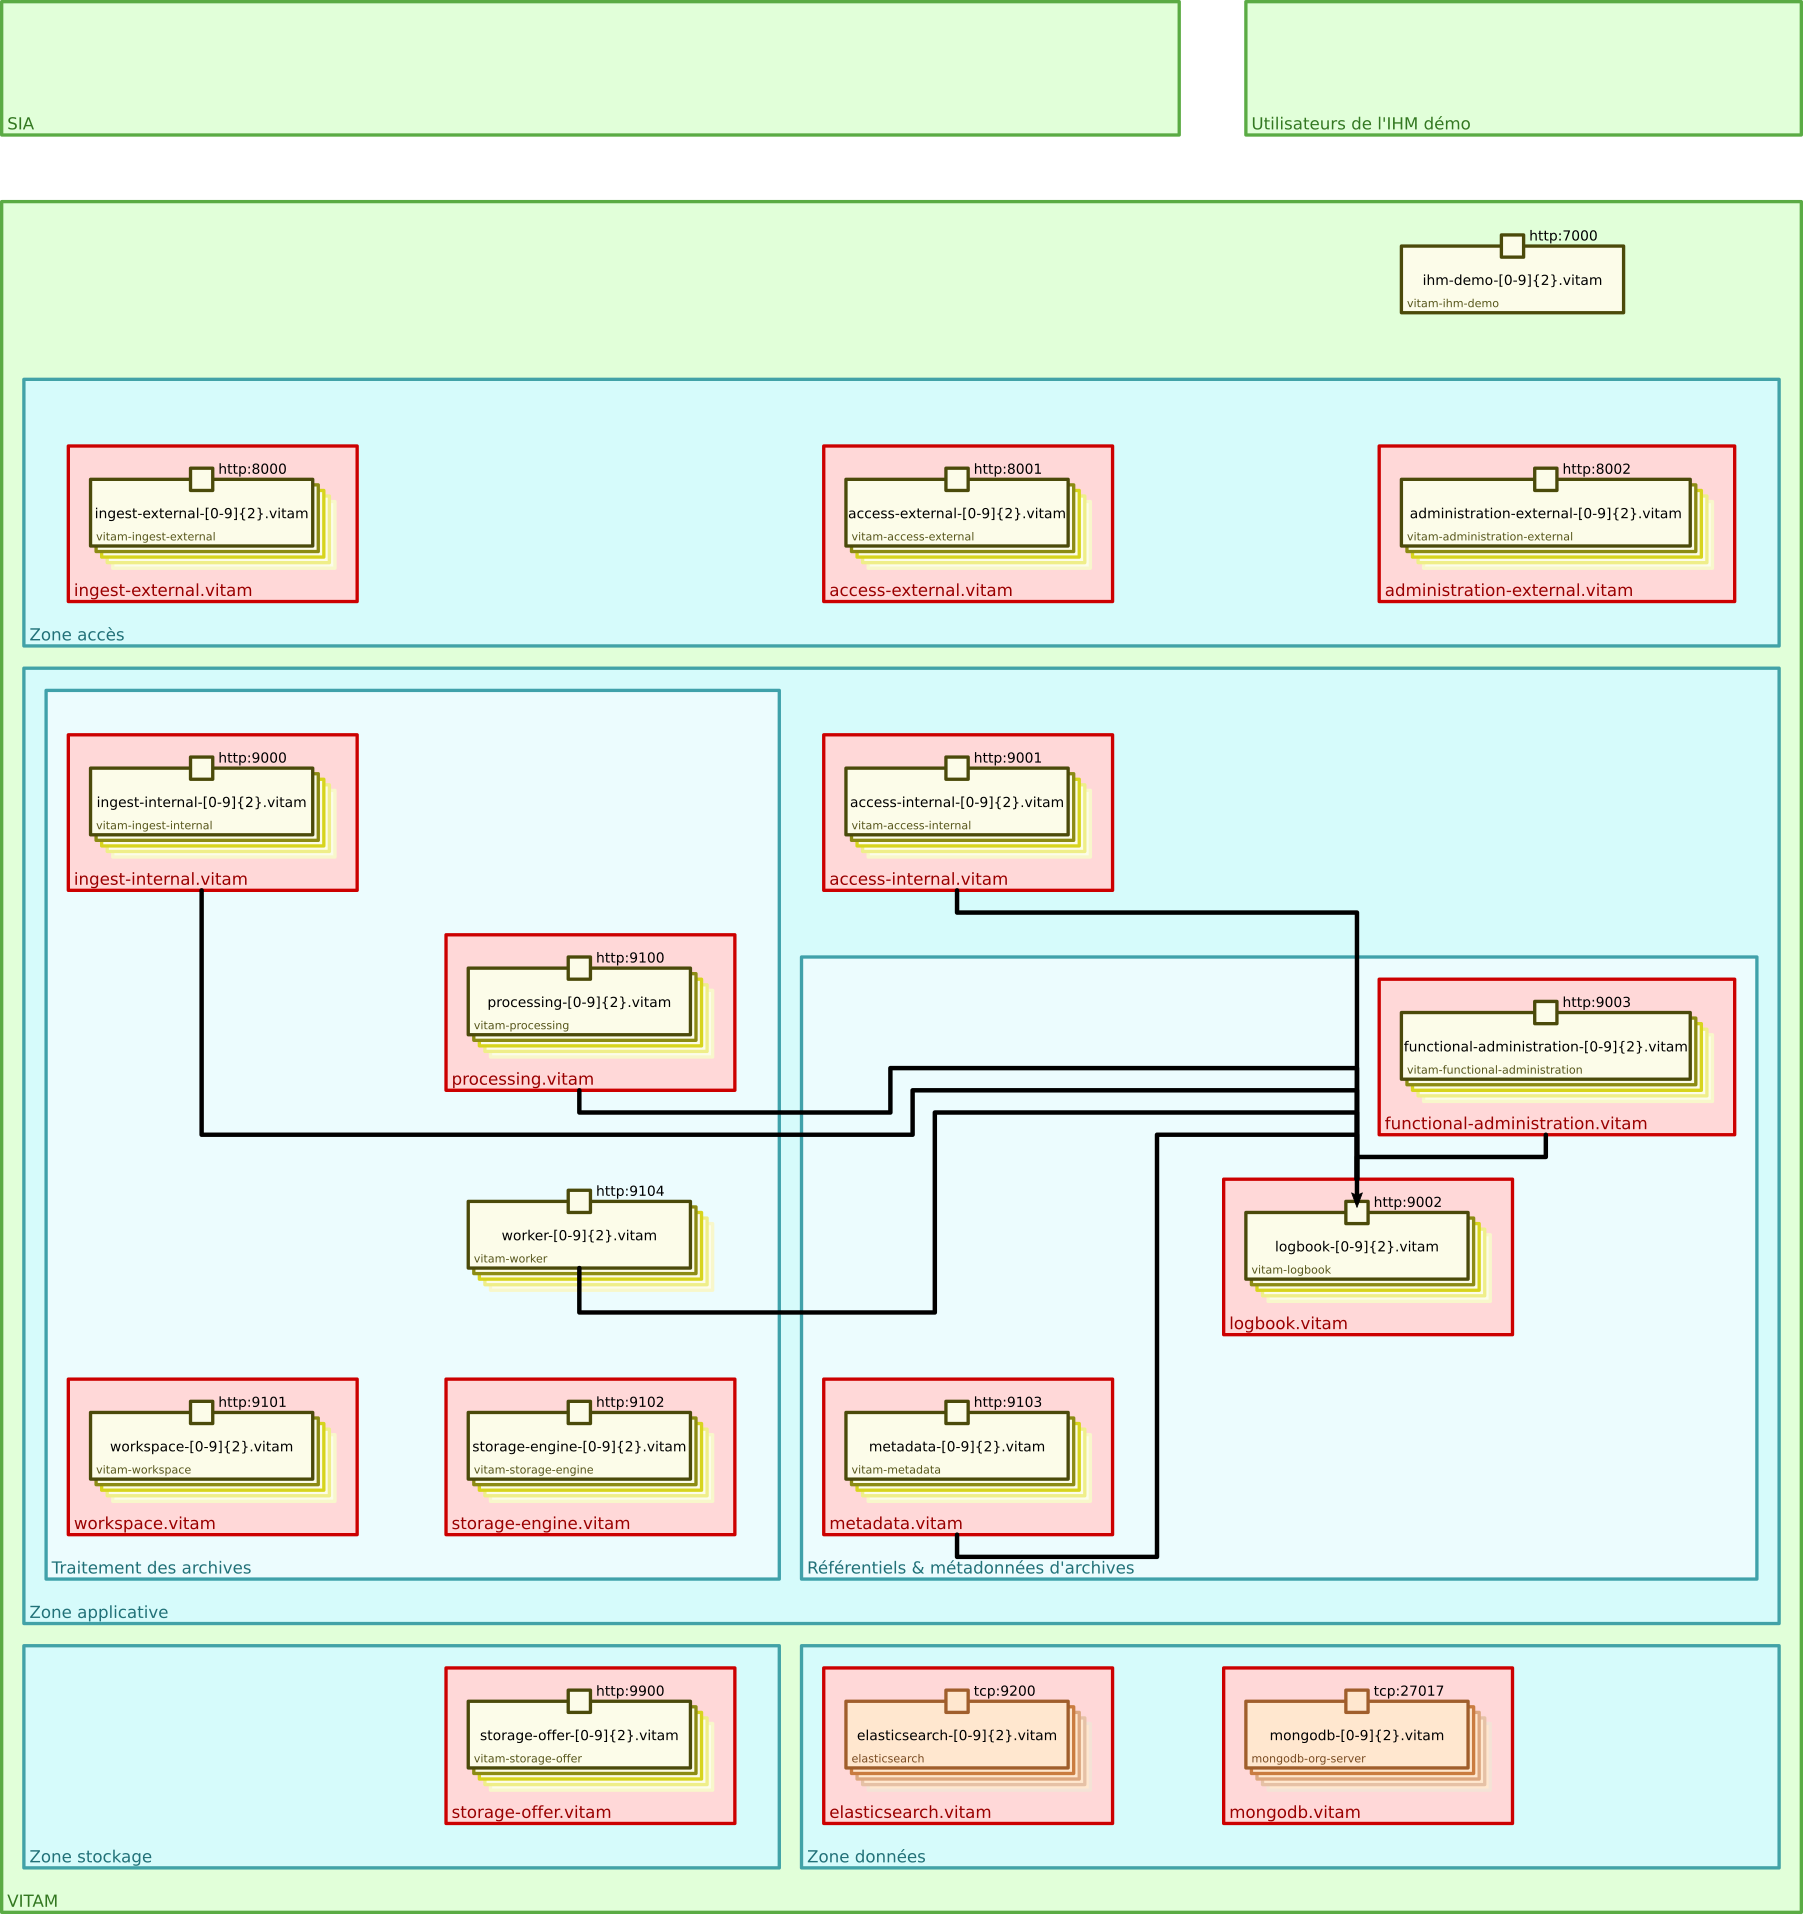 SIA
Utilisateurs de l'IHM démo
http:7000
ihm-demo-[0-9]{2}.vitam
vitam-ihm-demo
http:8000
ingest-external-[0-9]{2}.vitam
vitam-ingest-external
ingest-external.vitam
http:8001
access-external-[0-9]{2}.vitam
vitam-access-external
access-external.vitam
http:8002
administration-external-[0-9]{2}.vitam
vitam-administration-external
administration-external.vitam
Zone accès
http:9000
ingest-internal-[0-9]{2}.vitam
vitam-ingest-internal
ingest-internal.vitam
http:9001
access-internal-[0-9]{2}.vitam
vitam-access-internal
access-internal.vitam
http:9100
processing-[0-9]{2}.vitam
vitam-processing
processing.vitam
http:9003
functional-administration-[0-9]{2}.vitam
vitam-functional-administration
functional-administration.vitam
http:9104
worker-[0-9]{2}.vitam
vitam-worker
http:9002
logbook-[0-9]{2}.vitam
vitam-logbook
logbook.vitam
http:9101
workspace-[0-9]{2}.vitam
vitam-workspace
workspace.vitam
http:9102
storage-engine-[0-9]{2}.vitam
vitam-storage-engine
storage-engine.vitam
http:9103
metadata-[0-9]{2}.vitam
vitam-metadata
metadata.vitam
Traitement des archives
Référentiels & métadonnées d'archives
Zone applicative
http:9900
storage-offer-[0-9]{2}.vitam
vitam-storage-offer
storage-offer.vitam
tcp:9200
elasticsearch-[0-9]{2}.vitam
elasticsearch
elasticsearch.vitam
tcp:27017
mongodb-[0-9]{2}.vitam
mongodb-org-server
mongodb.vitam
Zone stockage
Zone données
VITAM